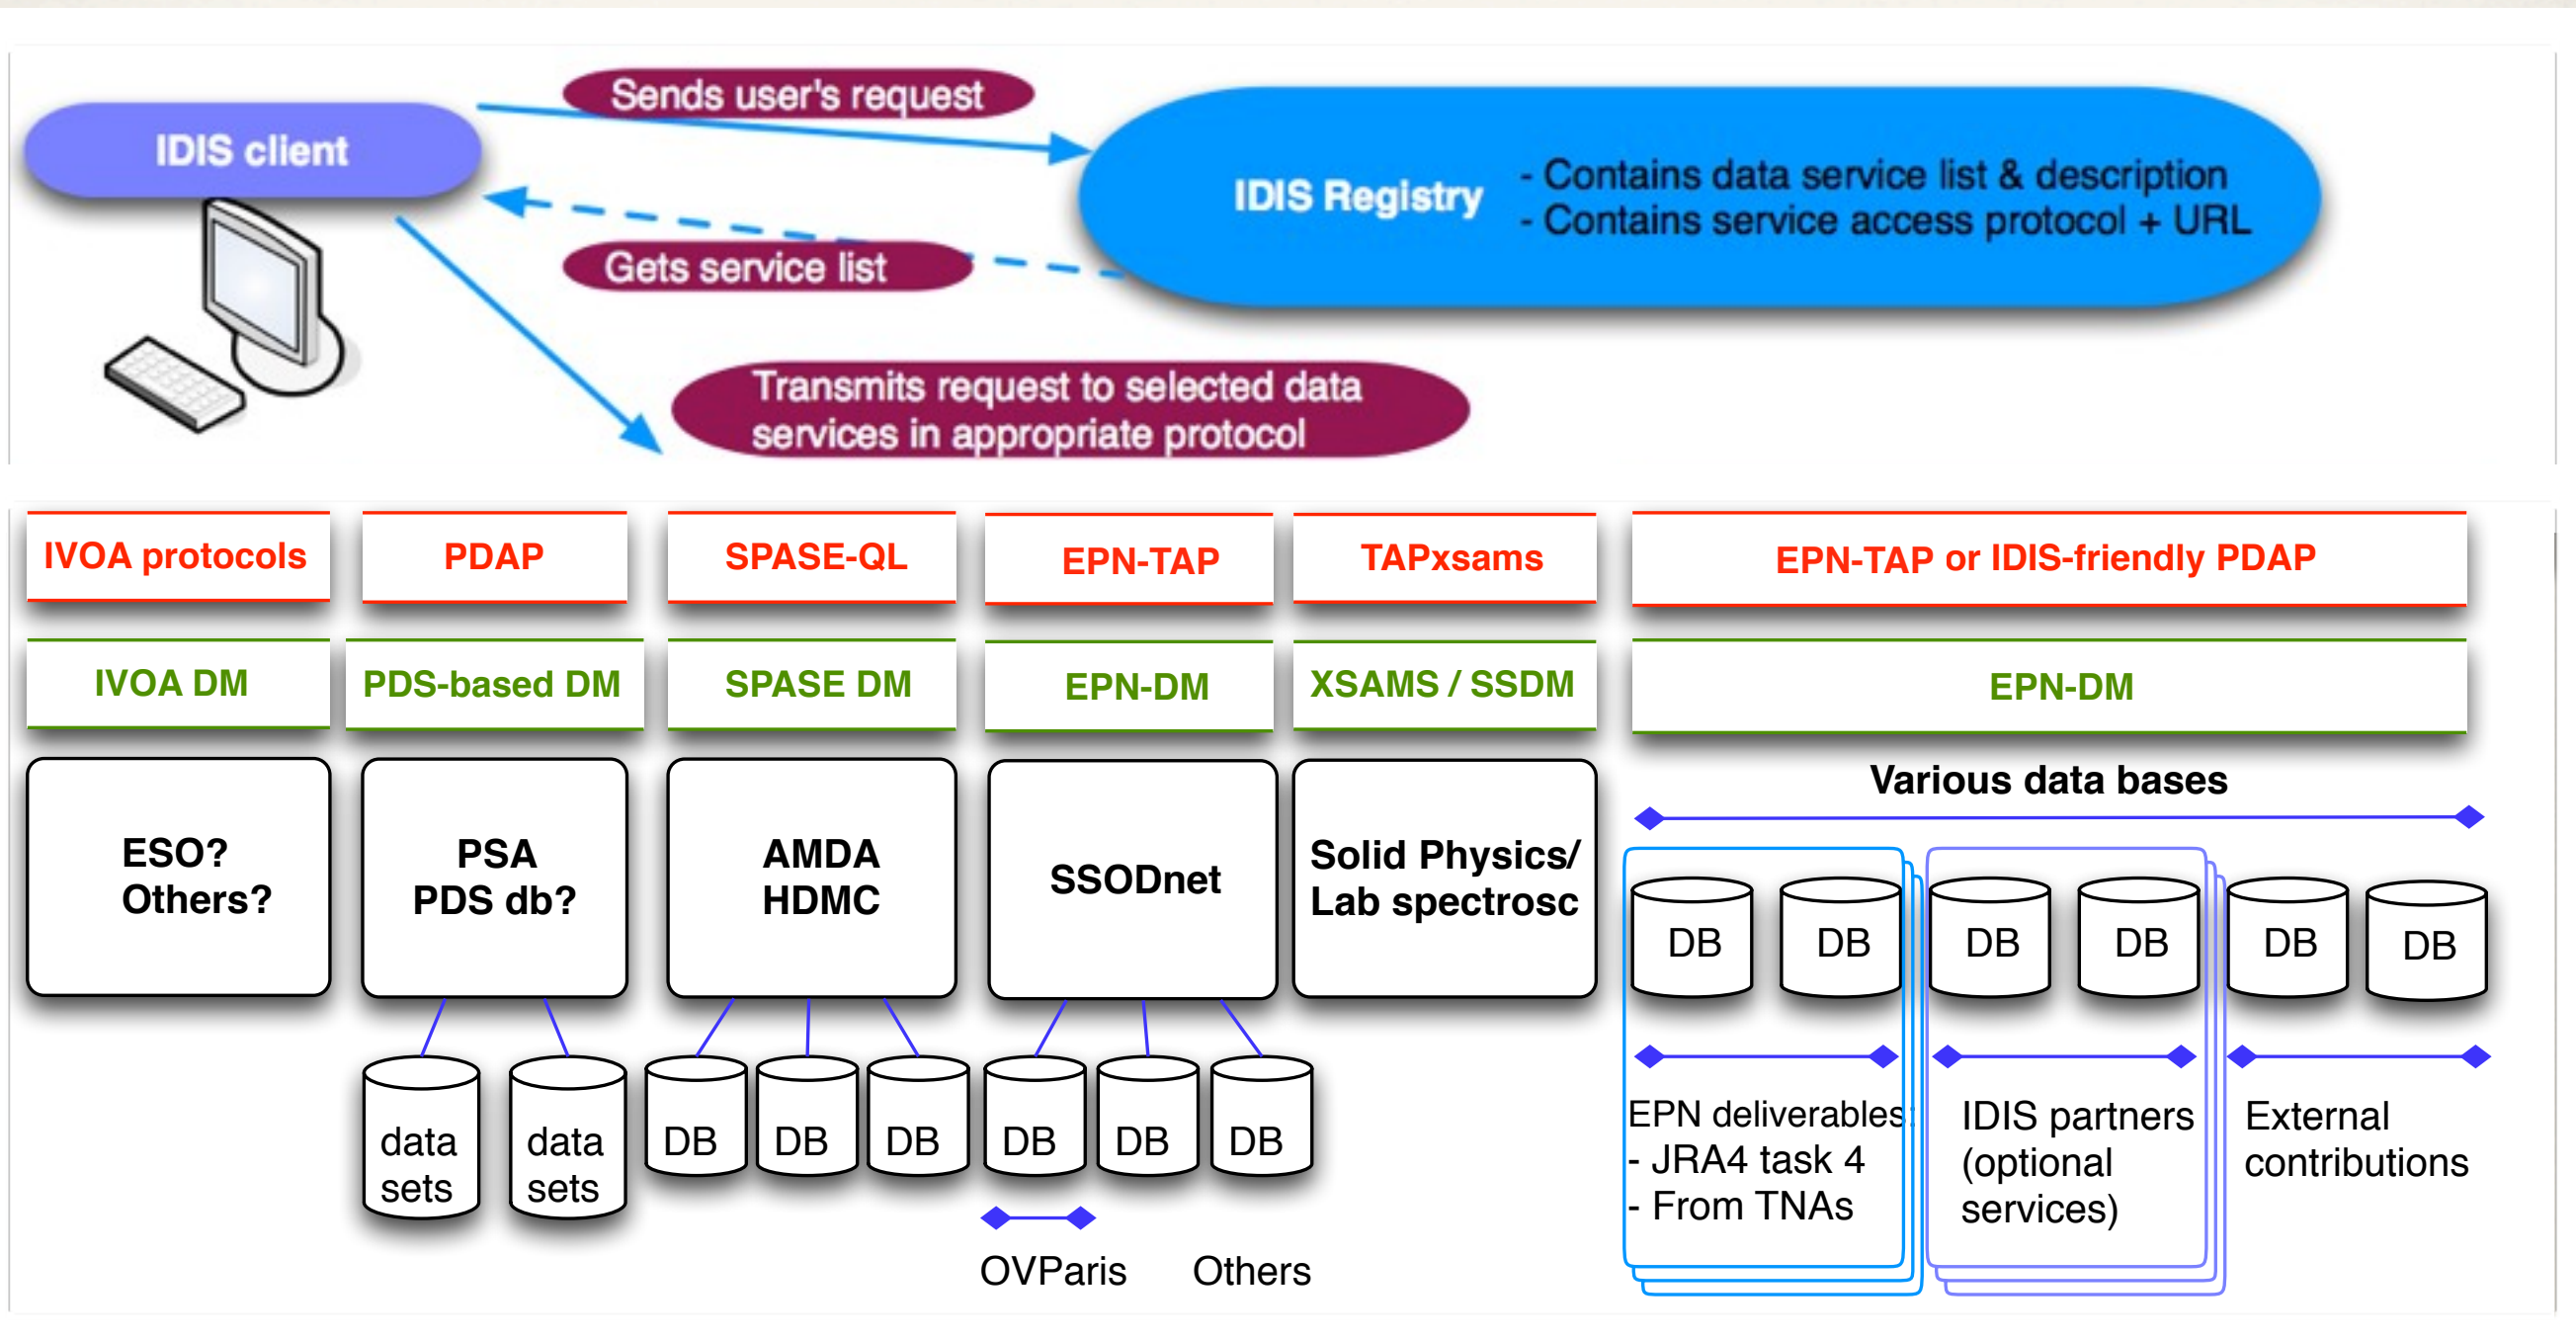 Sends user's request
IDIS client
IDIS Registry
- Contains data service list & description
- Contains service access protocol + URL
Gets service list
Transmits request to selected data
services in appropriate protocol
IVOA protocols
PDAP
SPASE-QL
EPN-TAP
TAPxsams
EPN-TAP or IDIS-friendly PDAP
IVOA DM
PDS-based DM
SPASE DM
EPN-DM
XSAMS / SSDM
EPN-DM
ESO?
Others?
PSA
PDS db?
AMDA
HDMC
SSODnet
Solid Physics/
Lab spectrosc
Various data bases
DB
DB
DB
DB
DB
DB
data
sets
data
sets
DB
DB
DB
DB
DB
DB
OVParis
Others
EPN deliverables:
- JRA4 task 4
- From TNAs
IDIS partners
(optional
services)
External
contributions